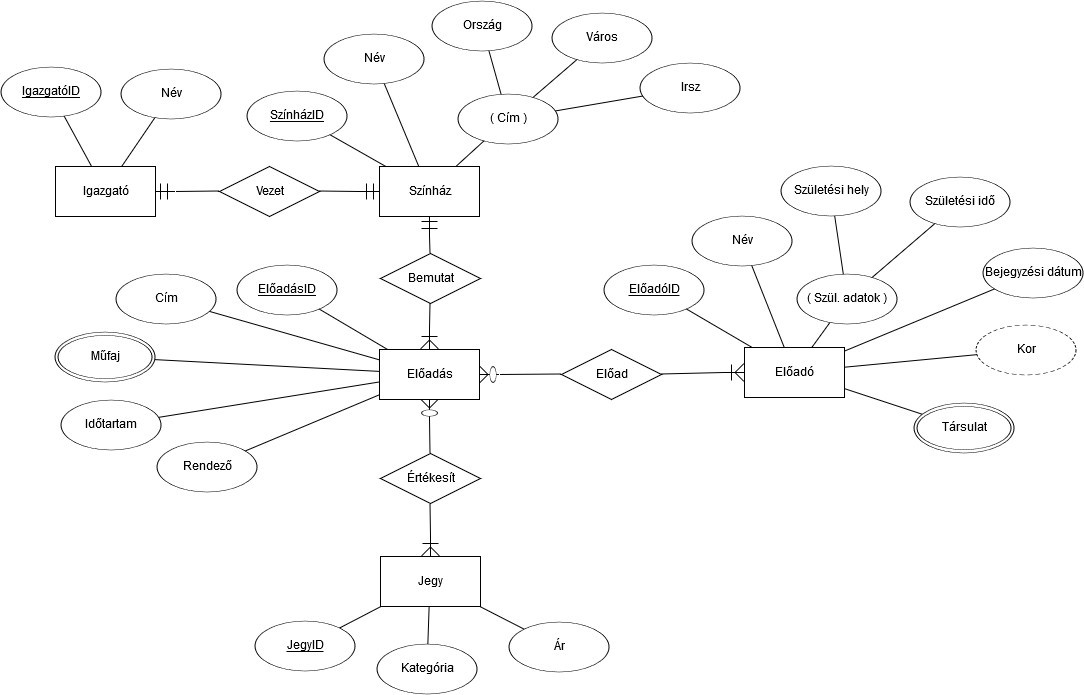 Ország
Város
Név
Irsz
IgazgatóID
Név
SzínházID
( Cím )
Igazgató
Vezet
Színház
Születési hely
Születési idő
Név
Bemutat
Bejegyzési dátum
ElőadásID
ElőadóID
Cím
( Szül. adatok )
Műfaj
Kor
Előadás
Előad
Előadó
Időtartam
Társulat
Rendező
Értékesít
Jegy
JegyID
Ár
Kategória